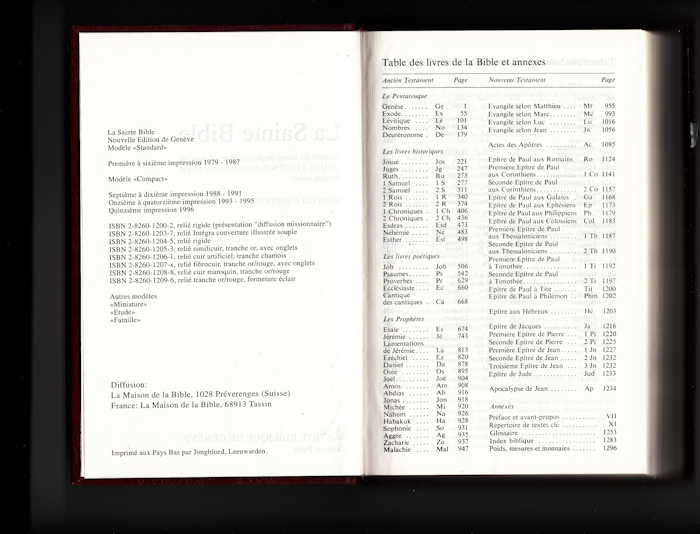 La Sainte Bible
Nouvelle Edition de Genève
Modèle «Standard»
Première à sixième impression 1979 - 1987
Modèle «Compact»
Septième à dixième impression 1988 - 1991
Onzième à quatorzième impression 1993 - 1995
Quinzième impression 1996
ISBN 2-8260-1200-2, relié rigide (présentation "diffusion missionnaire")
ISBN 2-8260-1203-7, relié Intégra couverture illustrée souple
ISBN 2-8260-1204-5, relié rigide
ISBN 2-8260-1205-3, relié similicuir, tranche or, avec onglets
ISBN 2-8260-1206-1, relié cuir artificiel, tranche chamois
ISBN 2-8260-1207-x, relié fibrocuir, tranche or/rouge, avec onglets
ISBN 2-8260-1208-8, relié cuir maroquin, tranche or/rouge
ISBN 2-8260-1209-6, relié tranche or/rouge, fermeture éclair
Autres modèles
«Miniature»
«Etude»
«Famille»
Diffusion:
La Maison de la Bible, 1028 Préverenges (Suisse)
France: La Maison de la Bible, 68913 Tassin
Imprimé aux Pays Bas par Jongbloed, Leeuwarden.
Table des livres de la Bible et annexes
Ancien Testament Page
Le Pentateuque
Genèse ....... Ge 1
Exode ....... Ex 55
Lévitique ..... Lé 101
Nombres ..... No 134
Deutéronome . De 179
Les livres historiques
Josué ........ Jos 221
Juges ........ Jg 247
Ruth ......... Ru 273
1 Samuel ..... 1 S 277
2 Samuel ..... 2 S 311
1 Rois ....... 1 R 340
2 Rois ....... 2 R 374
1 Chroniques . 1 Ch 406
2 Chroniques . 2 Ch 436
Esdras ....... Esd 473
Néhémie ..... Né 483
Esther ....... Est 498
Les livres poétiques
Job .......... Job 506
Psaumes ...... Ps 542
Proverbes .... Pr 629
Ecclésiaste ... Ec 660
Cantique
des cantiques . Ca 668
Les Prophètes
Esaïe ........ Es 674
Jérémie ...... Jé 743
Lamentations
de Jérémie .... La 813
Ezéchiel ..... Ez 820
Daniel ....... Da 878
Osée ......... Os 895
Joël ......... Joë 904
Amos ........ Am 908
Abdias ....... Ab 916
Jonas ........ Jon 918
Michée ....... Mi 920
Nahum ....... Na 926
Habakuk ..... Ha 928
Sophonie ..... So 931
Aggée ....... Ag 935
Zacharie ..... Za 937
Malachie ..... Mal 947
Nouveau Testament Page
Evangile selon Matthieu .... Mt 955
Evangile selon Marc ....... Mc 993
Evangile selon Luc ........ Lu 1016
Evangile selon Jean ....... Jn 1056
Actes des Apôtres ......... Ac 1085
Epître de Paul aux Romains. Ro 1124
Première Epître de Paul
aux Corinthiens ........... 1 Co 1141
Seconde Epître de Paul
aux Corinthiens ........... 2 Co 1157
Epître de Paul aux Galates . Ga 1168
Epître de Paul aux Ephésiens Ep 1173
Epître de Paul aux Philippiens Ph 1179
Epître de Paul aux Colossiens Col 1183
Première Epître de Paul
aux Thessaloniciens ....... 1 Th 1187
Seconde Epître de Paul
aux Thessaloniciens ....... 2 Th 1190
Première Epître de Paul
à Timothée ............... 1 Ti 1192
Seconde Epître de Paul
à Timothée ............... 2 Ti 1197
Epître de Paul à Tite ...... Tit 1200
Epître de Paul à Philémon .. Phm 1202
Epître aux Hébreux ........ Hé 1203
Epître de Jacques ......... Ja 1216
Première Epître de Pierre ... 1 Pi 1220
Seconde Epître de Pierre ... 2 Pi 1225
Première Epître de Jean .... 1 Jn 1227
Seconde Epître de Jean ..... 2 Jn 1232
Troisième Epître de Jean ... 3 Jn 1232
Epître de Jude ............ Jud 1233
Apocalypse de Jean ........ Ap 1234
Annexes
Préface et avant-propos ......... VII
Répertoire de textes clé ......... XI
Glossaire ..................... 1253
Index biblique ................. 1283
Poids, mesures et monnaies ...... 1296